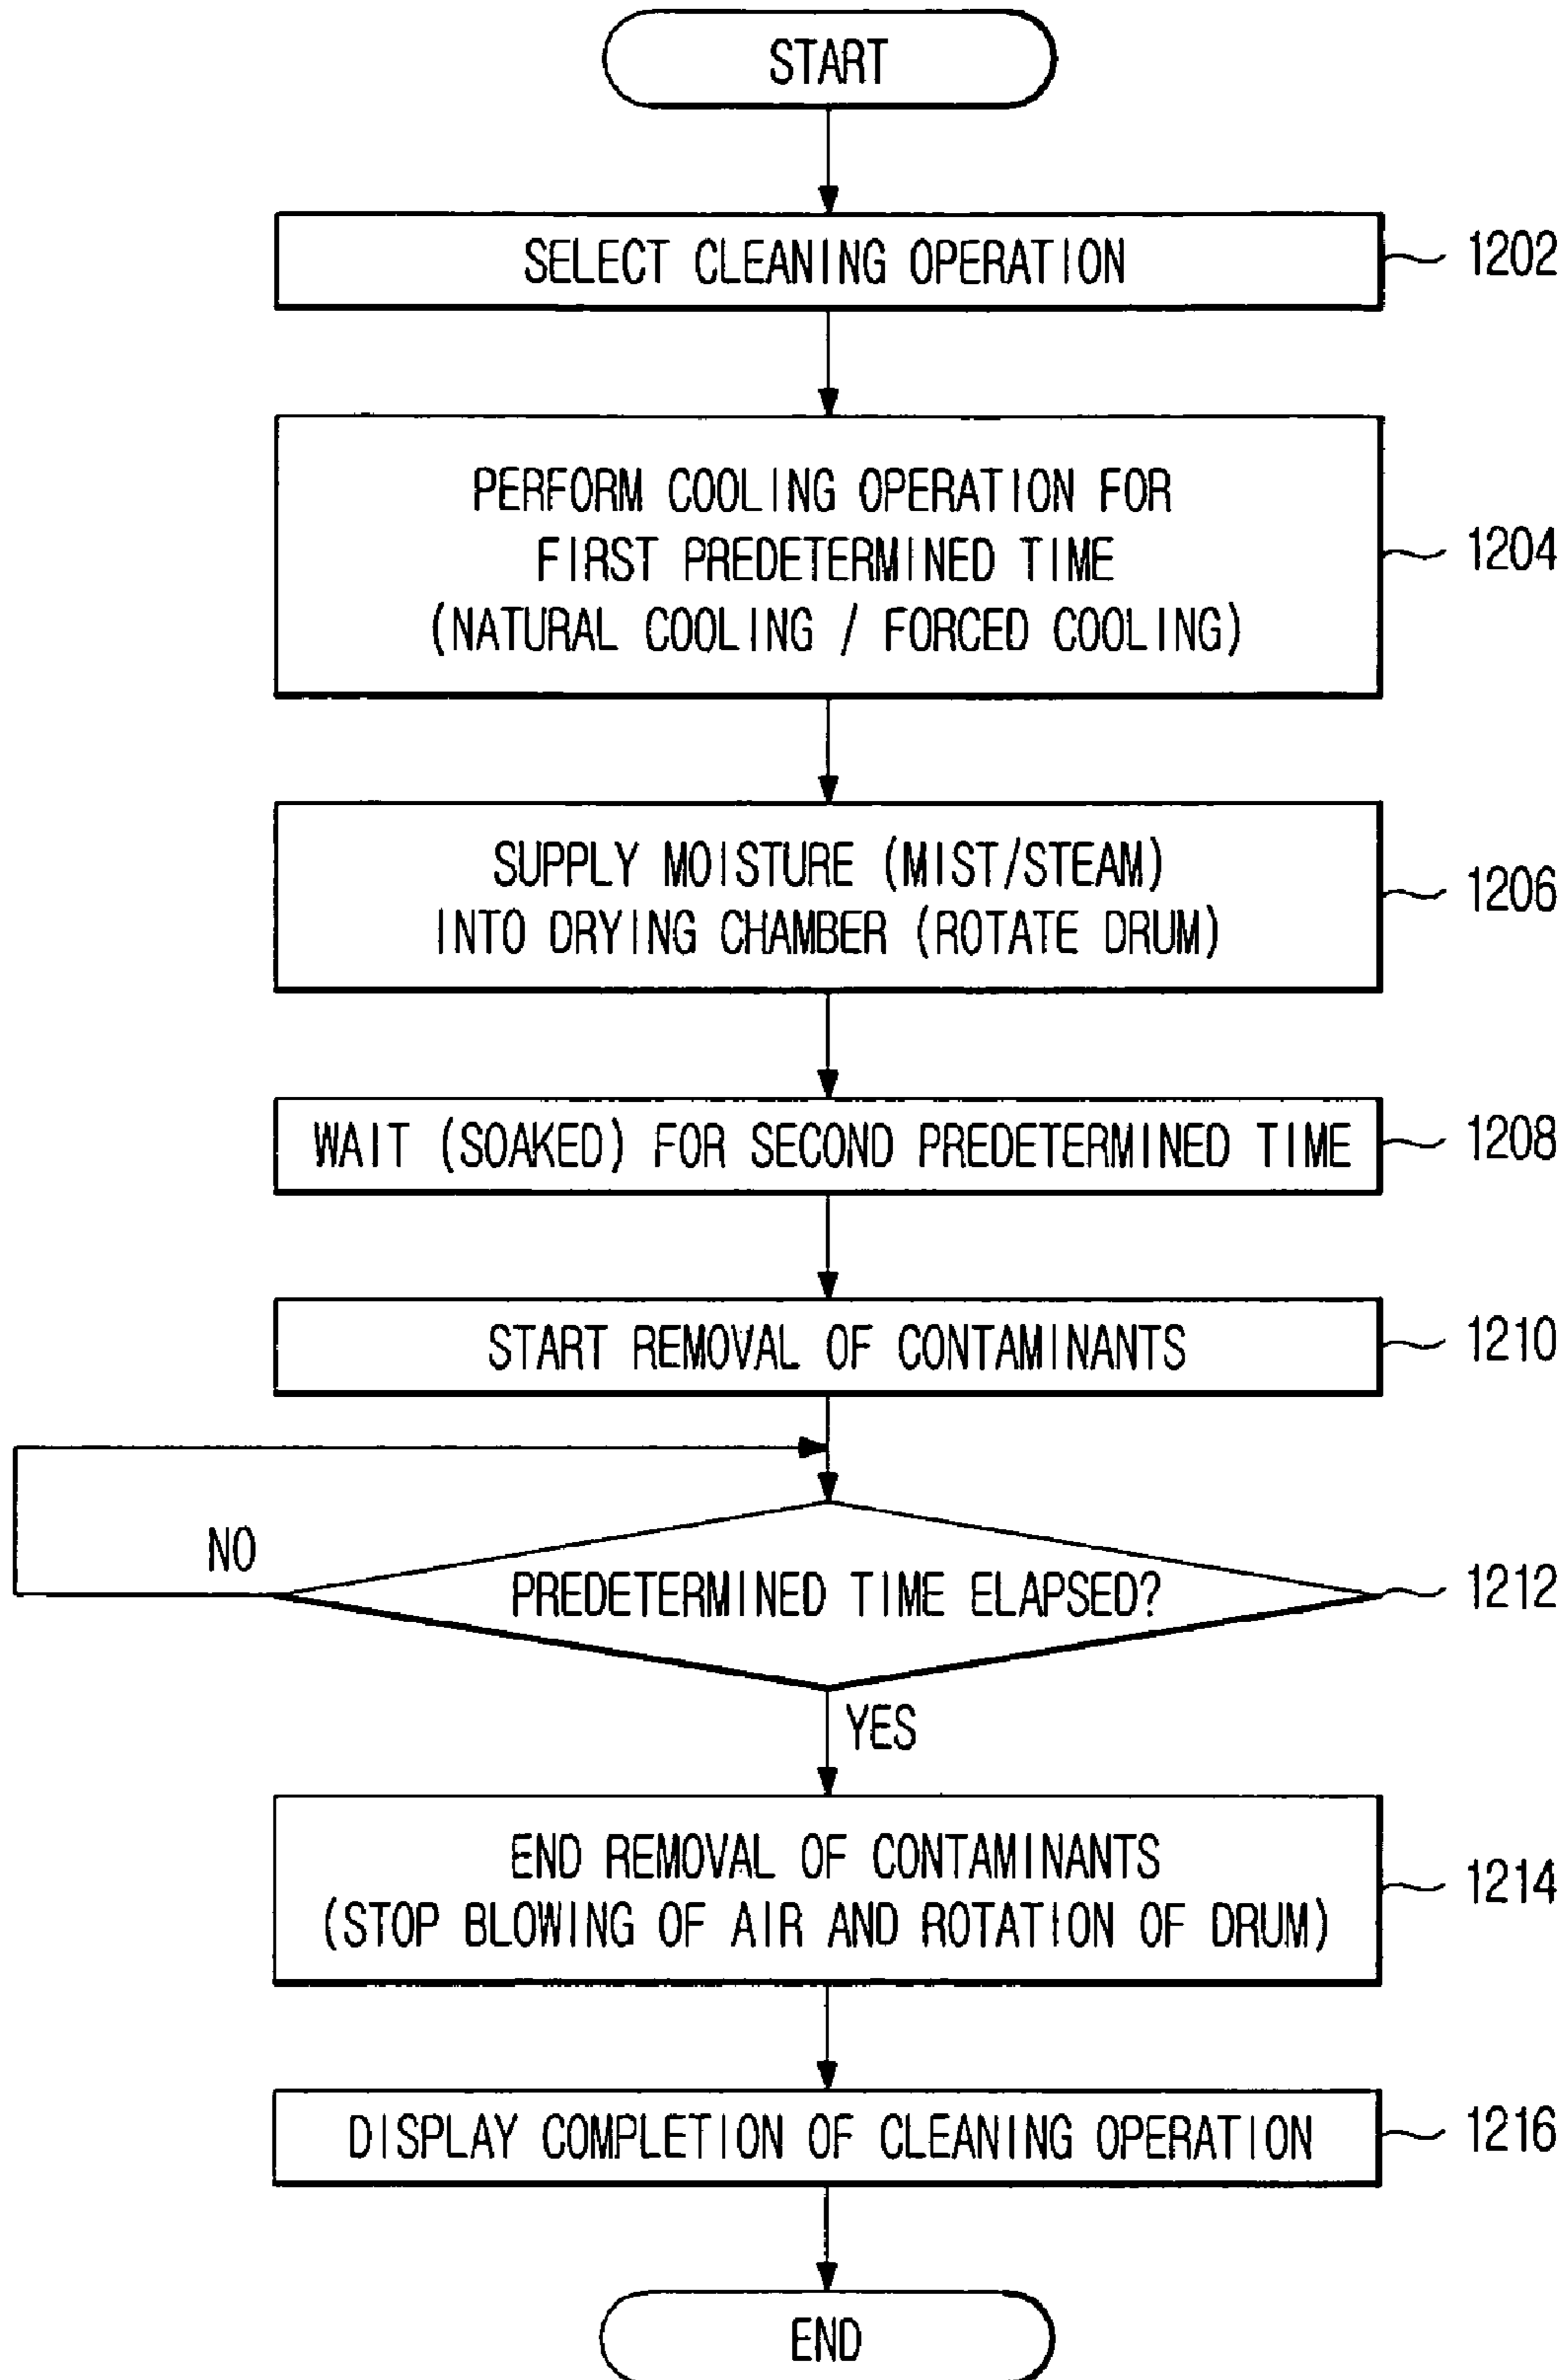 START
SELECT CLEANING OPERATION
1202
PERFORM COOLING OPERATION FOR
FIRST PREDETERMINED TIME
(NATURAL COOLING / FORCED COOLING)
1204
SUPPLY MOISTURE (MIST/STEAM)
INTO DRYING CHAMBER (ROTATE DRUM)
1206
WAIT (SOAKED) FOR SECOND PREDETERMINED TIME
1208
START REMOVAL OF CONTAMINANTS
1210
NO
PREDETERMINED TIME ELAPSED?
1212
YES
END REMOVAL OF CONTAMINANTS
(STOP BLOWING OF AIR AND ROTATION OF DRUM)
1214
DISPLAY COMPLETION OF CLEANING OPERATION
1216
END